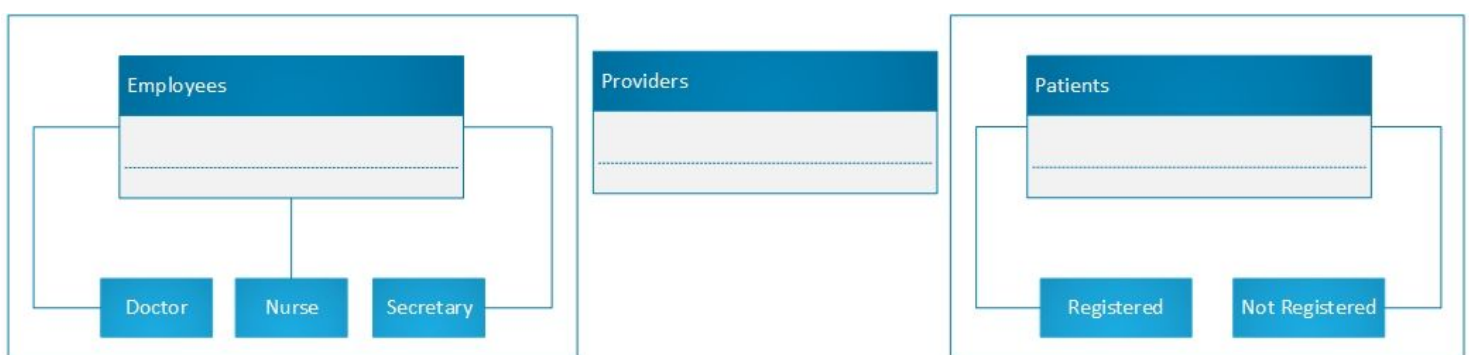 Employees
Providers
Patients
Doctor
Nurse
Secretary
Registered
Not Registered